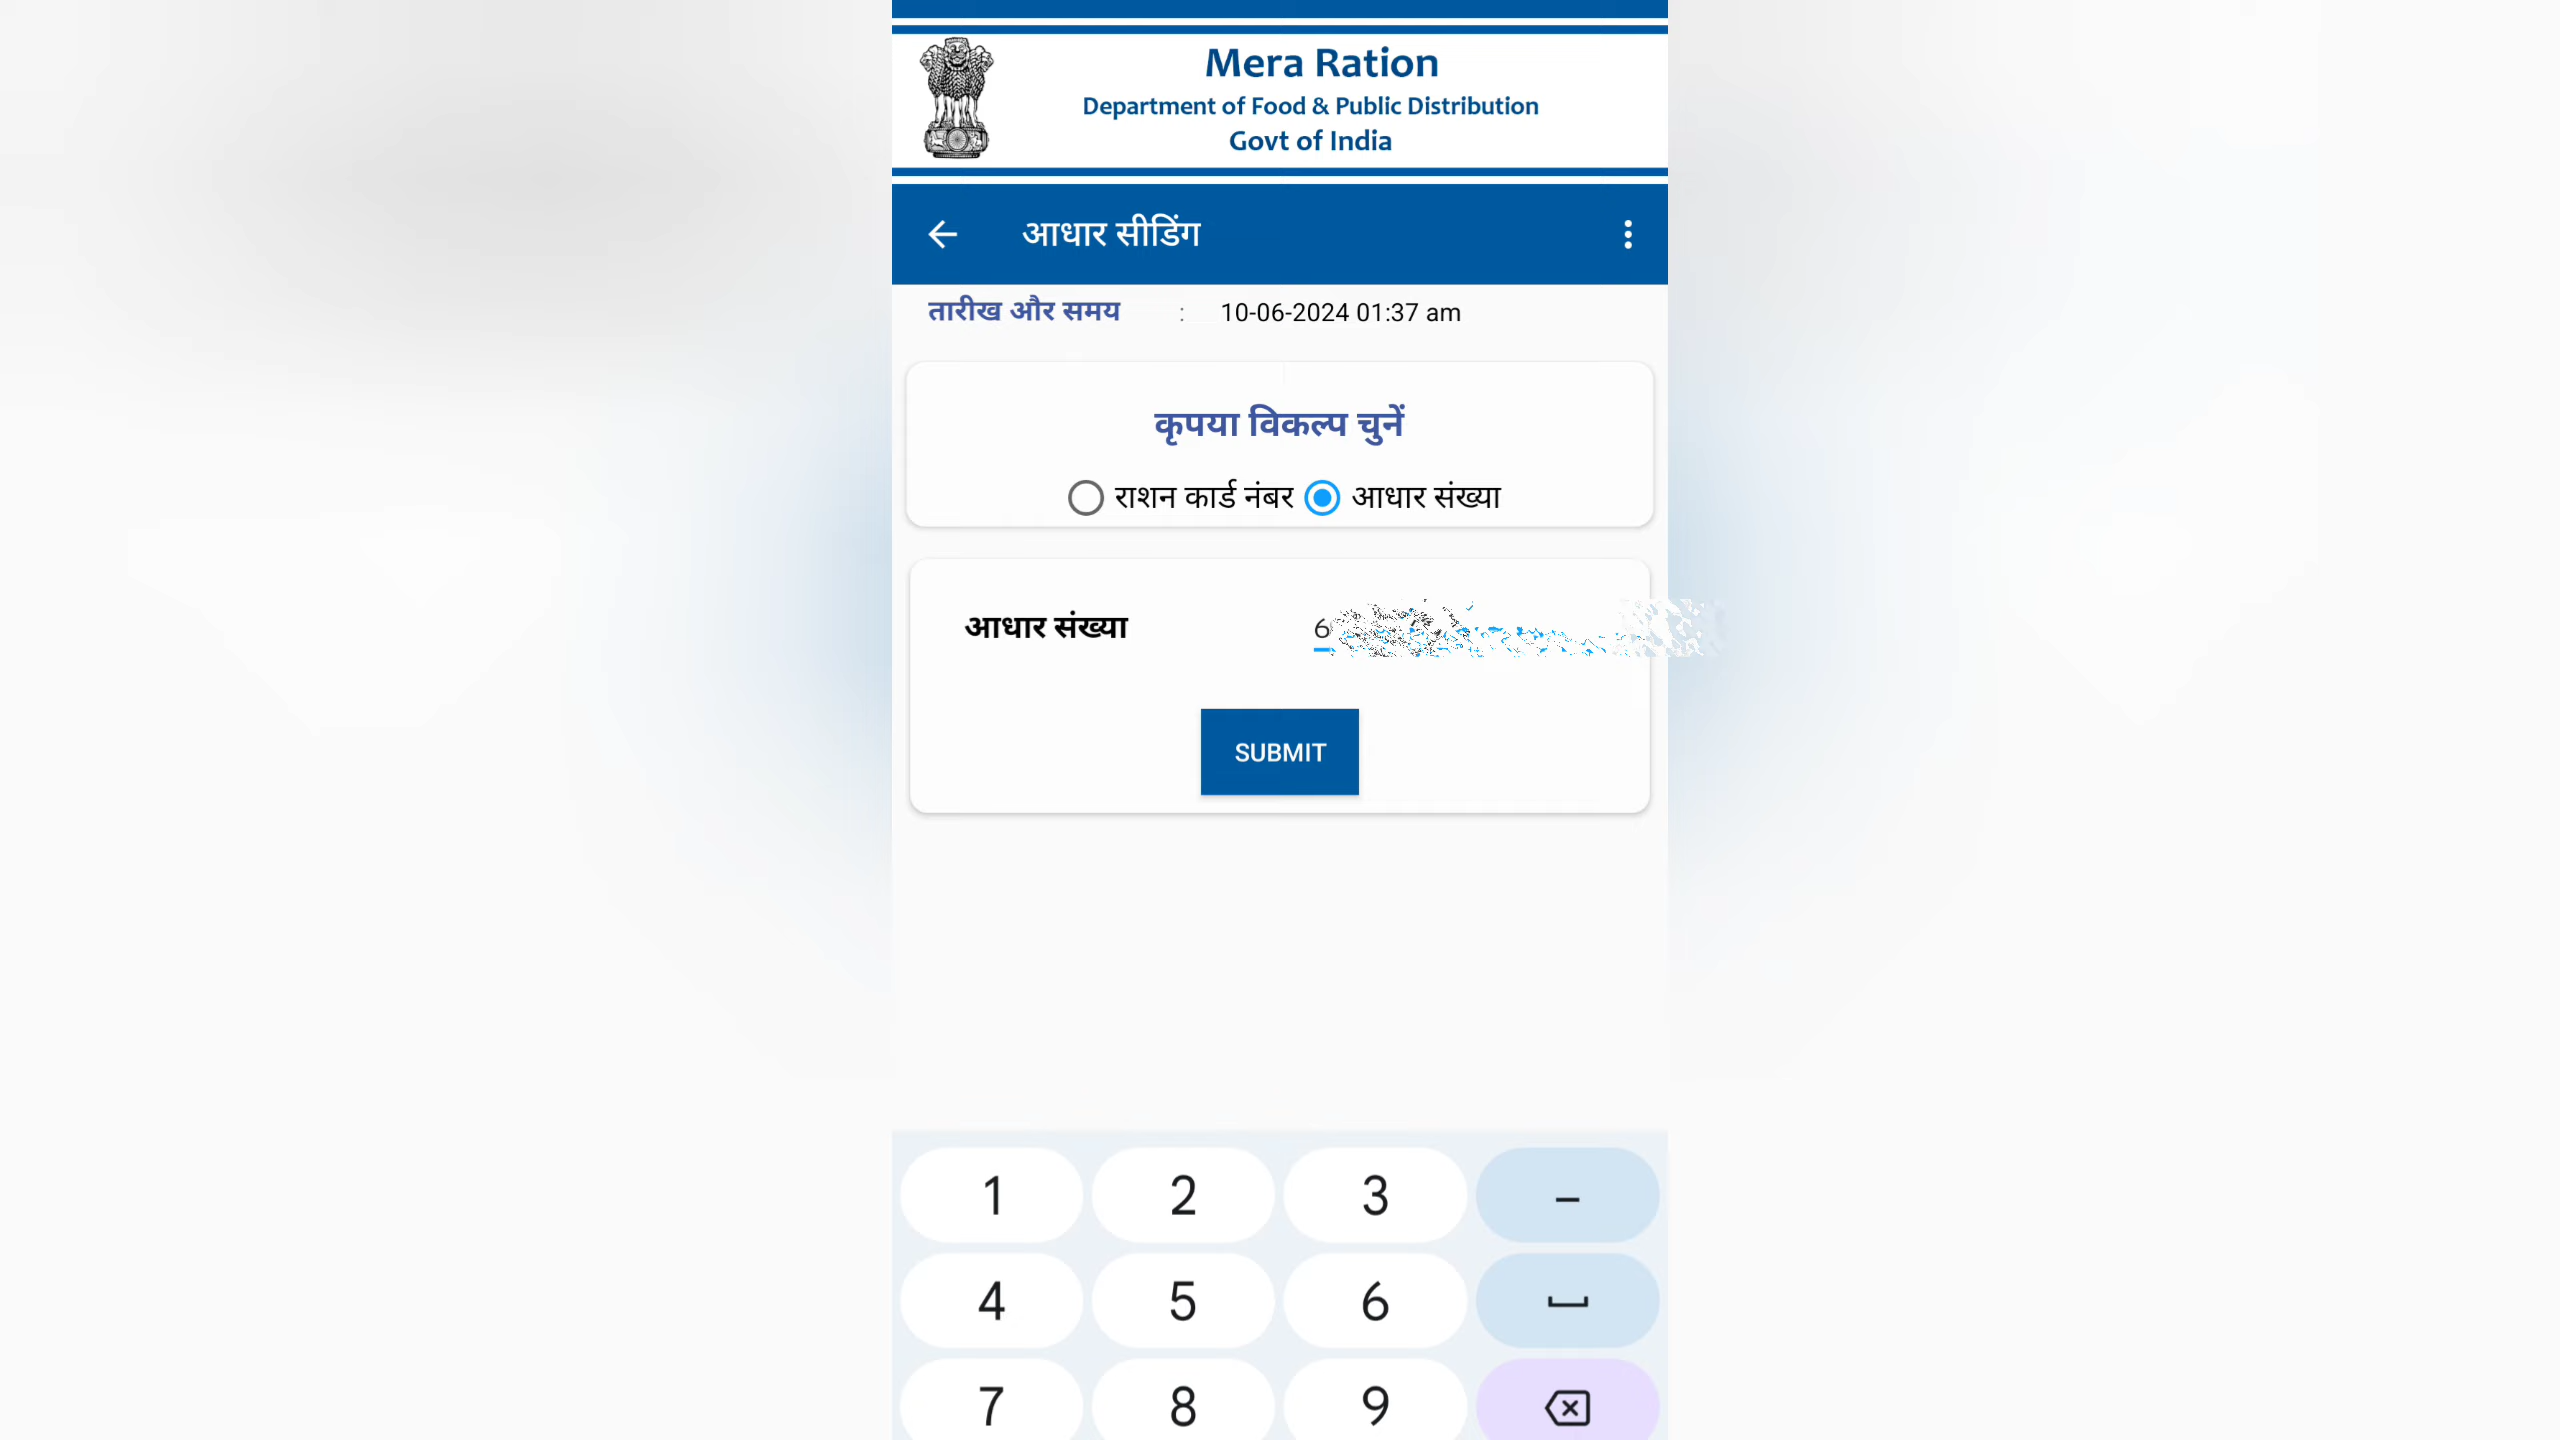 Mera Ration
Department of Food & Public Distribution
Govt of India
आधार सीडिंग
तारीख और समय : 10-06-2024 01:37 am
कृपया विकल्प चुनें
राशन कार्ड नंबर आधार संख्या
आधार संख्या 6
SUBMIT
1 2 3 –
4 5 6
7 8 9